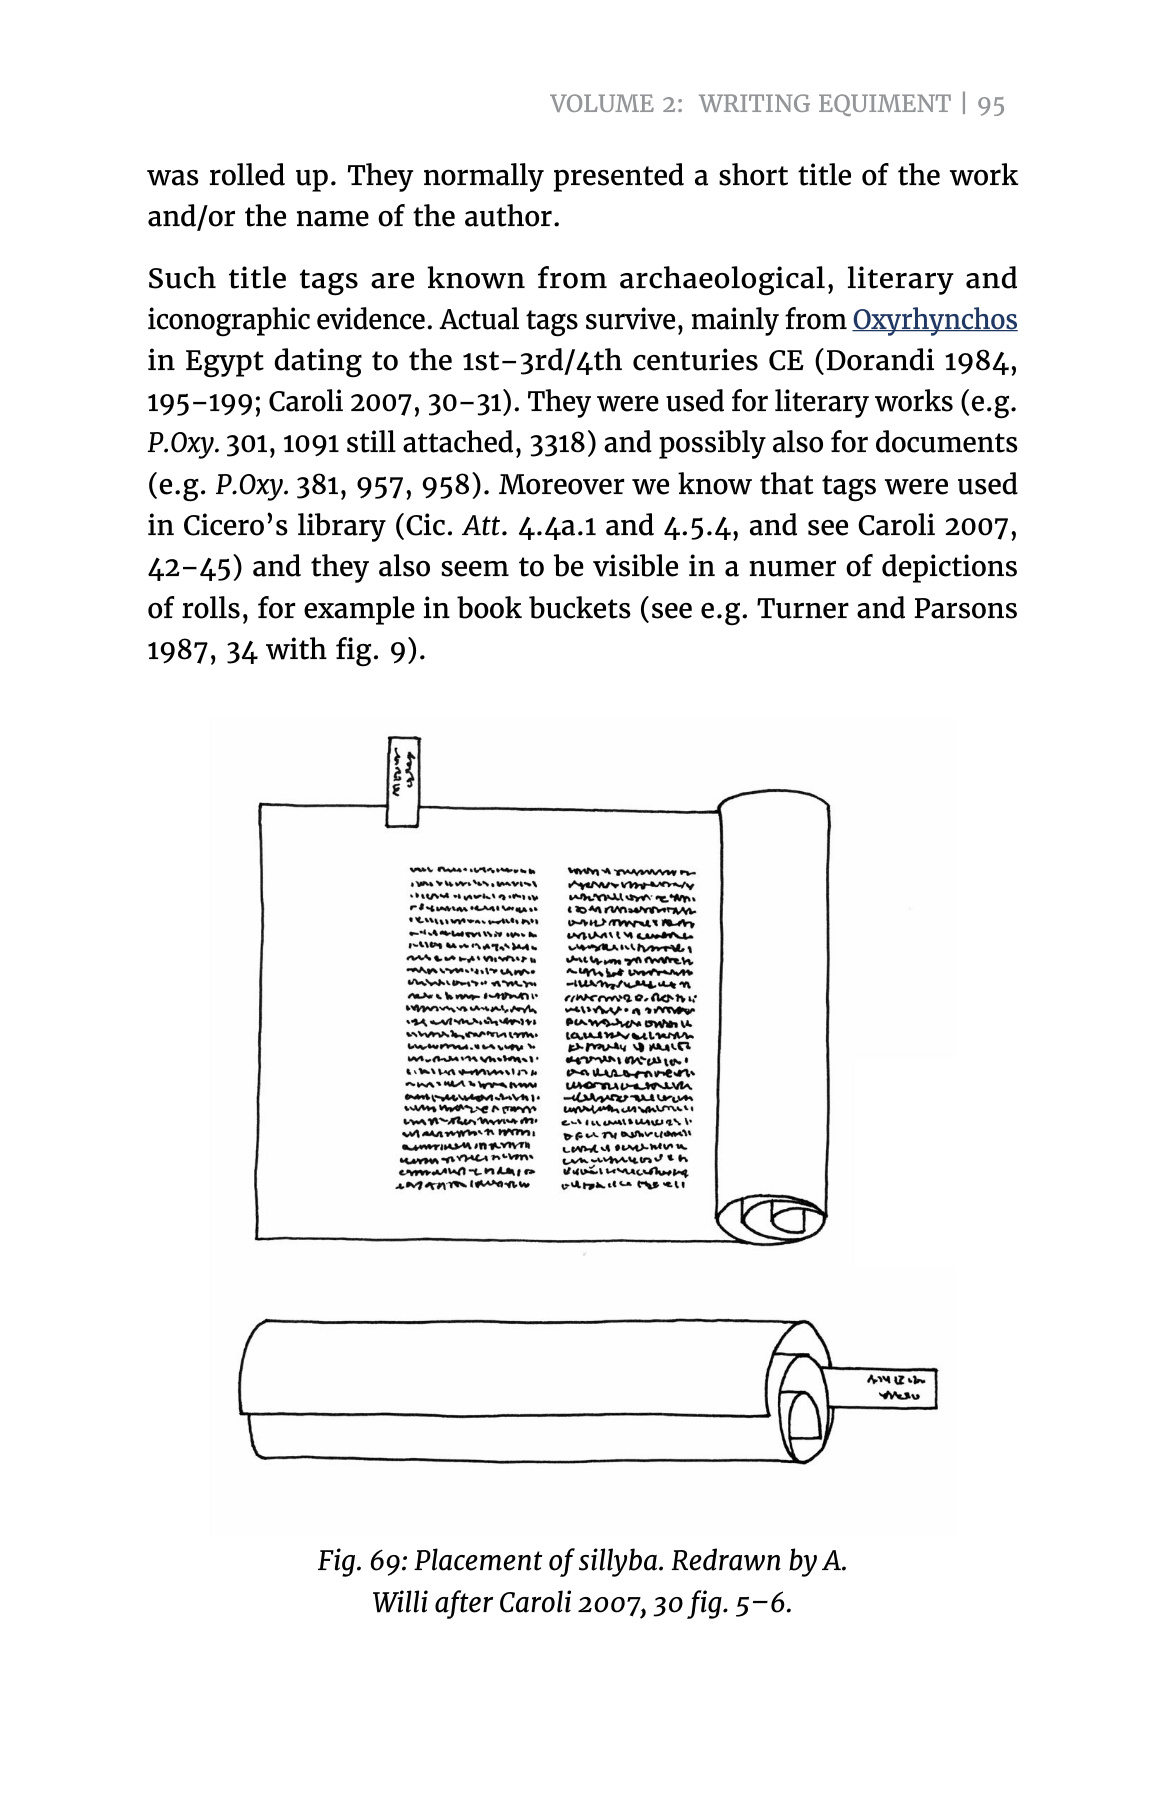 VOLUME 2:  WRITING EQUIMENT | 95
was rolled up. They normally presented a short title of the work
and/or the name of the author.
Such title tags are known from archaeological, literary and
iconographic evidence. Actual tags survive, mainly from Oxyrhynchos
in Egypt dating to the 1st–3rd/4th centuries CE (Dorandi 1984,
195–199; Caroli 2007, 30–31). They were used for literary works (e.g.
P.Oxy. 301, 1091 still attached, 3318) and possibly also for documents
(e.g. P.Oxy. 381, 957, 958). Moreover we know that tags were used
in Cicero’s library (Cic. Att. 4.4a.1 and 4.5.4, and see Caroli 2007,
42–45) and they also seem to be visible in a numer of depictions
of rolls, for example in book buckets (see e.g. Turner and Parsons
1987, 34 with fig. 9).
Fig. 69: Placement of sillyba. Redrawn by A.
Willi after Caroli 2007, 30 fig. 5–6.